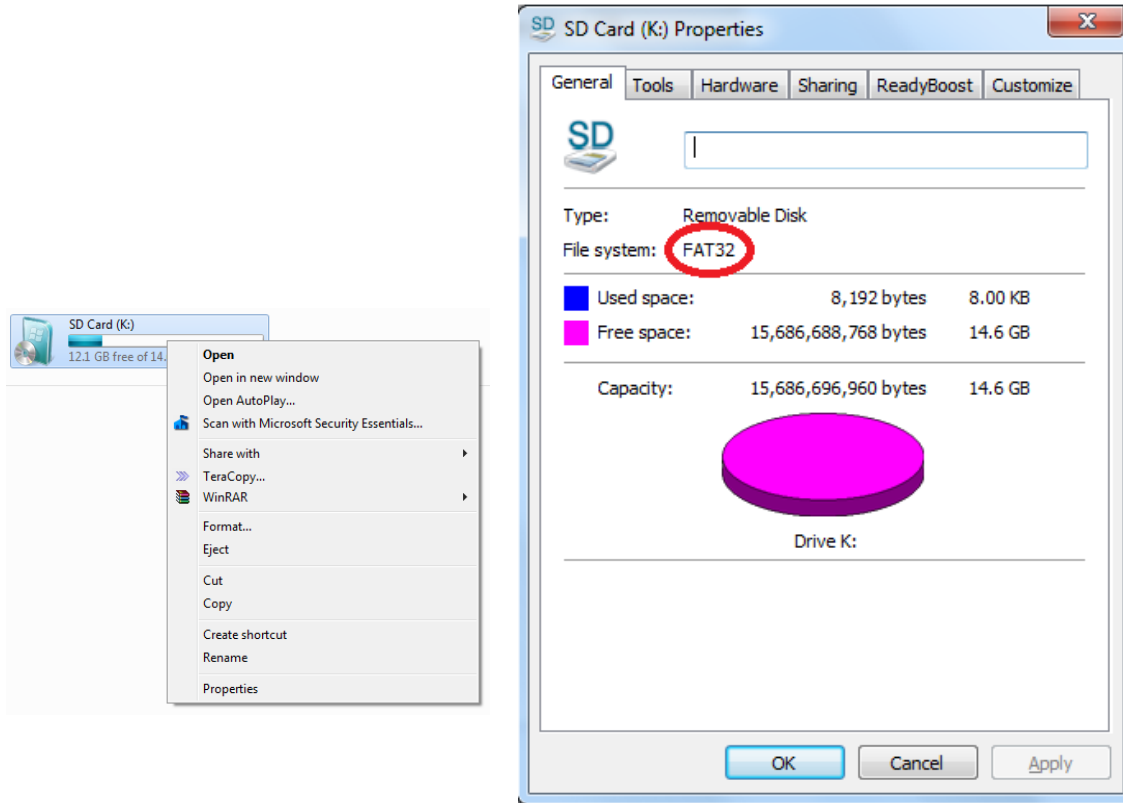 SD Card (K:)
12.1 GB free of 14.
Open
Open in new window
Open AutoPlay...
Scan with Microsoft Security Essentials...
Share with
TeraCopy...
WinRAR
Format...
Eject
Cut
Copy
Create shortcut
Rename
Properties
SD SD Card (K:) Properties
General Tools Hardware Sharing ReadyBoost Customize
SD
Type: Removable Disk
File system: FAT32
Used space: 8,192 bytes 8.00 KB
Free space: 15,686,688,768 bytes 14.6 GB
Capacity: 15,686,696,960 bytes 14.6 GB
Drive K:
OK Cancel Apply